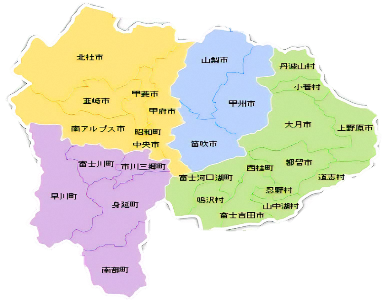 北杜市
山梨市
丹波山村
小菅村
韮崎市
甲斐市
甲府市
甲州市
南アルプス市
昭和町
中央市
大月市
上野原市
笛吹市
富士川町
市川三郷町
富士河口湖町
西桂町
都留市
道志村
早川町
身延町
鳴沢村
忍野村
山中湖村
富士吉田市
南部町